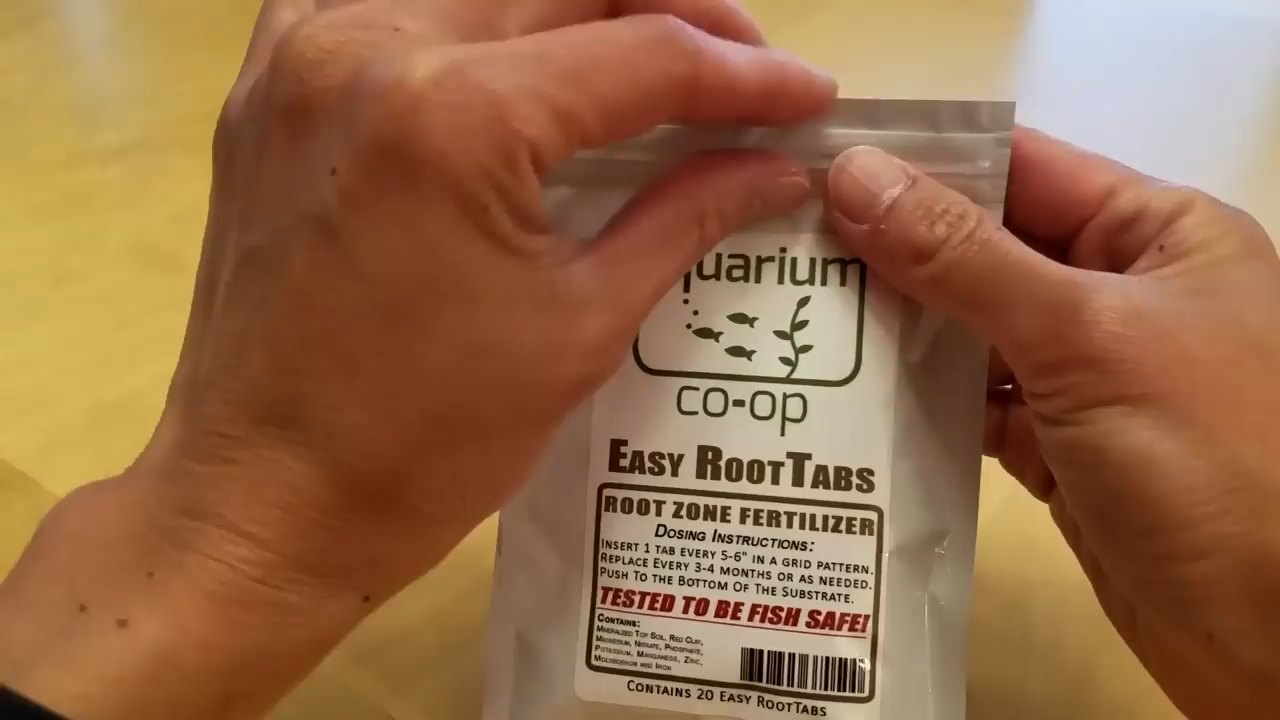 quarium
co-op
EASY ROOTTABS
ROOT ZONE FERTILIZER
DOSING INSTRUCTIONS:
INSERT 1 TAB EVERY 5-6" IN A GRID PATTERN.
REPLACE EVERY 3-4 MONTHS OR AS NEEDED.
PUSH TO THE BOTTOM OF THE SUBSTRATE.
TESTED TO BE FISH SAFE!
CONTAINS:
MINERALIZED TOP SOIL, RED CLAY,
MAGNESIUM, NITRATE, PHOSPHATE,
POTASSIUM, MANGANESE, ZINC,
MOLYBDENUM AND IRON
CONTAINS 20 EASY ROOTTABS